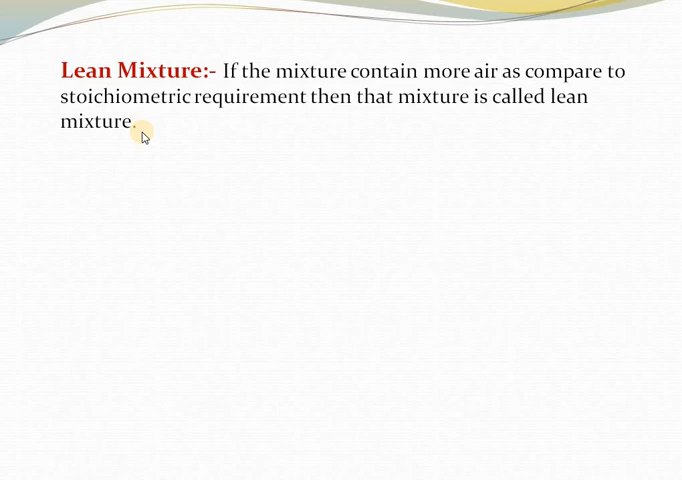 Lean Mixture:- If the mixture contain more air as compare to
stoichiometric requirement then that mixture is called lean
mixture.